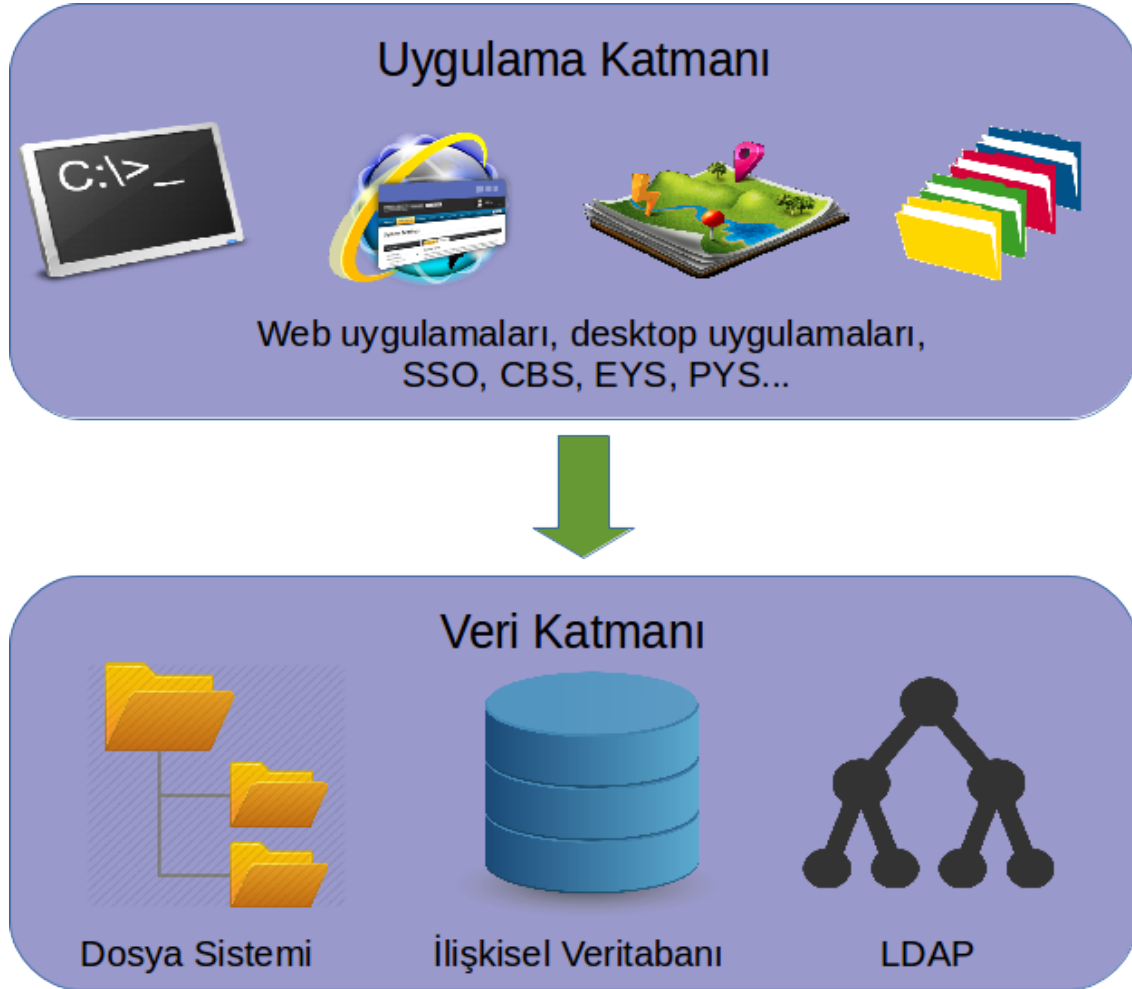 Uygulama Katmanı
C:\>_
Web uygulamaları, desktop uygulamaları,
SSO, CBS, EYS, PYS...
Veri Katmanı
Dosya Sistemi
İlişkisel Veritabanı
LDAP